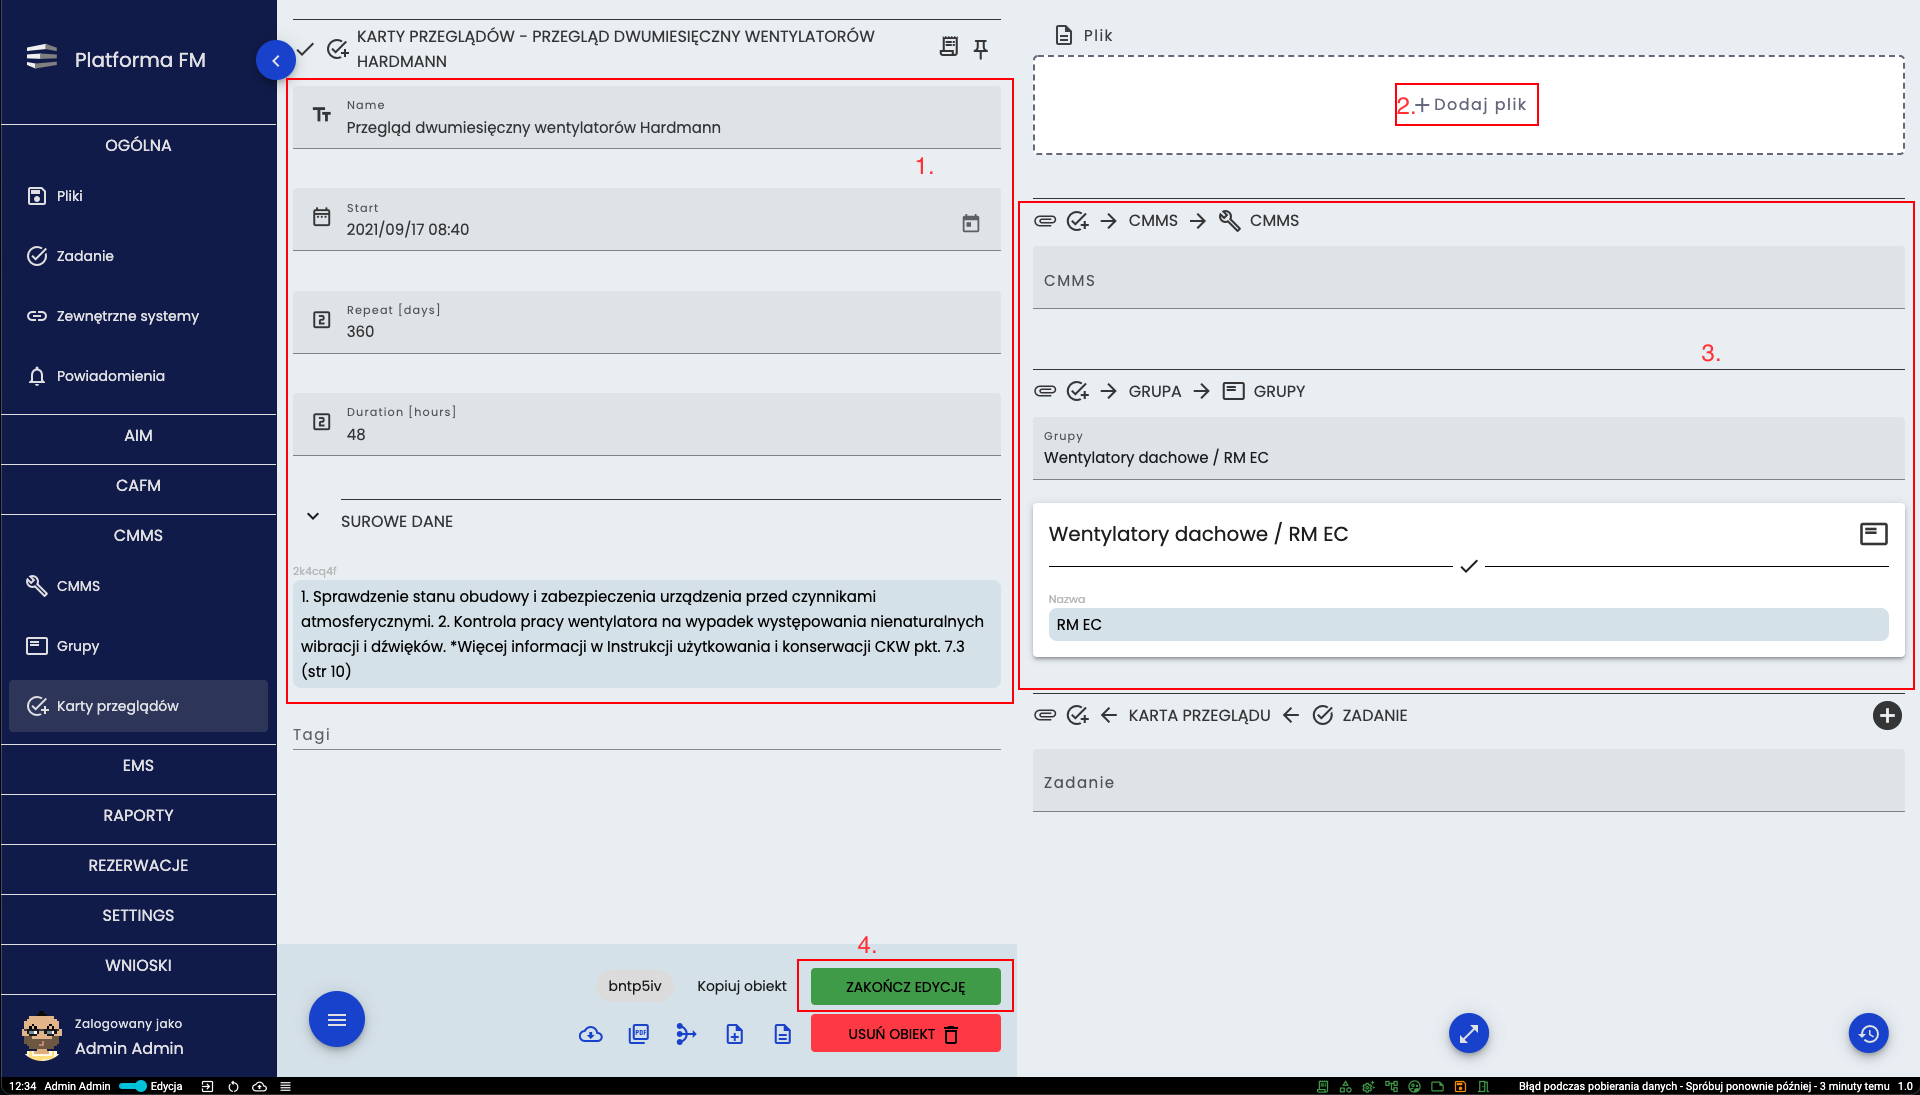 Platforma FM
OGÓLNA
Pliki
Zadanie
Zewnętrzne systemy
Powiadomienia
AIM
CAFM
CMMS
CMMS
Grupy
Karty przeglądów
EMS
RAPORTY
REZERWACJE
SETTINGS
WNIOSKI
Zalogowany jako
Admin Admin
KARTY PRZEGLĄDÓW - PRZEGLĄD DWUMIESIĘCZNY WENTYLATORÓW
HARDMANN
Name
Przegląd dwumiesięczny wentylatorów Hardmann
1.
Start
2021/09/17 08:40
Repeat [days]
360
Duration [hours]
48
SUROWE DANE
2k4cq4f
1. Sprawdzenie stanu obudowy i zabezpieczenia urządzenia przed czynnikami
atmosferycznymi. 2. Kontrola pracy wentylatora na wypadek występowania nienaturalnych
wibracji i dźwięków. *Więcej informacji w Instrukcji użytkowania i konserwacji CKW pkt. 7.3
(str 10)
Tagi
4.
bntp5iv
Kopiuj obiekt
ZAKOŃCZ EDYCJĘ
PDF
USUŃ OBIEKT
Plik
2. + Dodaj plik
CMMS
CMMS
CMMS
3.
GRUPA
GRUPY
Grupy
Wentylatory dachowe / RM EC
Wentylatory dachowe / RM EC
Nazwa
RM EC
KARTA PRZEGLĄDU
ZADANIE
Zadanie
12:34 Admin Admin Edycja
Błąd podczas pobierania danych - Spróbuj ponownie później - 3 minuty temu 1.0